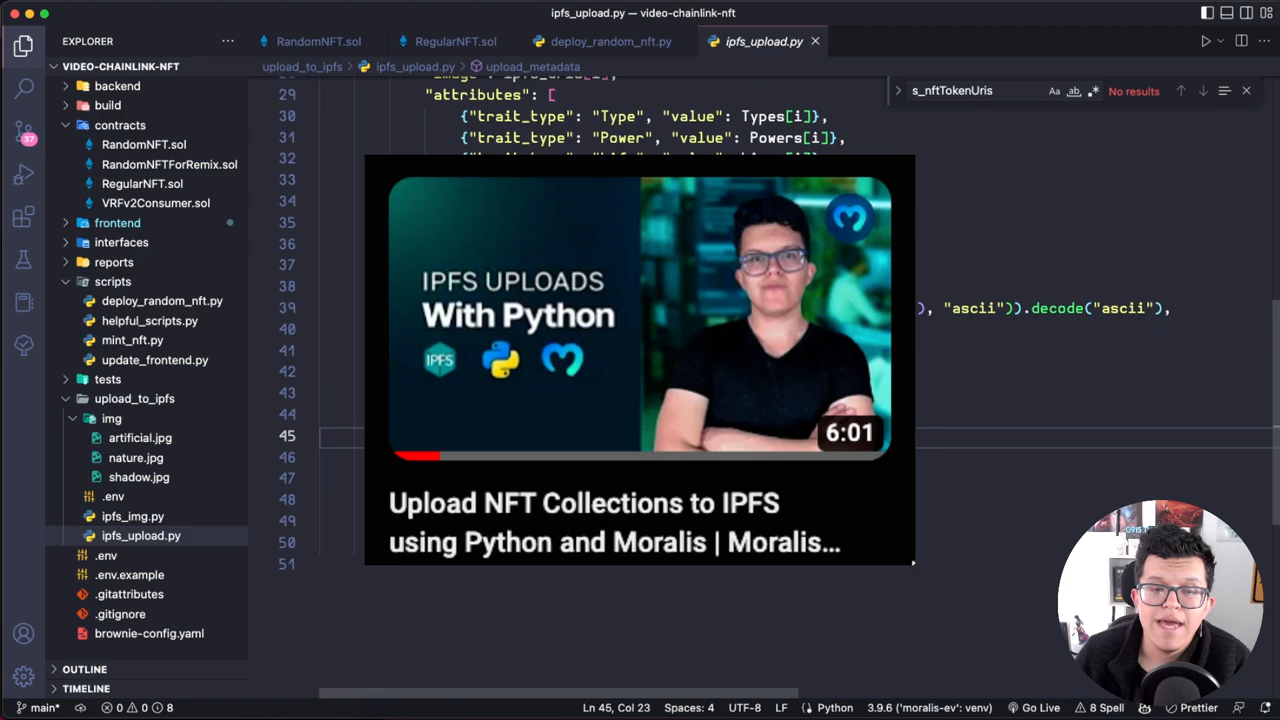 ipfs_upload.py — video-chainlink-nft
EXPLORER
RandomNFT.sol
RegularNFT.sol
deploy_random_nft.py
ipfs_upload.py
VIDEO-CHAINLINK-NFT
upload_to_ipfs > ipfs_upload.py > upload_metadata
backend
build
contracts
RandomNFT.sol
RandomNFTForRemix.sol
RegularNFT.sol
VRFv2Consumer.sol
frontend
interfaces
reports
scripts
deploy_random_nft.py
helpful_scripts.py
mint_nft.py
update_frontend.py
tests
upload_to_ipfs
img
artificial.jpg
nature.jpg
shadow.jpg
.env
ipfs_img.py
ipfs_upload.py
.env
.env.example
.gitattributes
.gitignore
brownie-config.yaml
OUTLINE
TIMELINE
37
s_nftTokenUris
Aa ab No results
29 "attributes": [
30 {"trait_type": "Type", "value": Types[i]},
31 {"trait_type": "Power", "value": Powers[i]},
32
33
34
35
36
37
38
39 ), "ascii")).decode("ascii"),
40
41
42
43
44
45
46
47
48
49
50
51
IPFS UPLOADS
With Python
IPFS
6:01
Upload NFT Collections to IPFS
using Python and Moralis | Moralis...
main* 0 0 8 Ln 45, Col 23 Spaces: 4 UTF-8 LF Python 3.9.6 ('moralis-ev': venv) Go Live 8 Spell Prettier